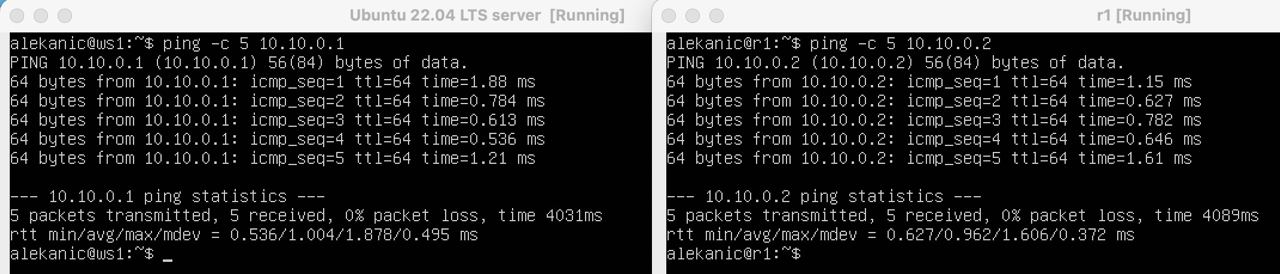 Ubuntu 22.04 LTS server [Running]
alekanic@ws1:~$ ping -c 5 10.10.0.1
PING 10.10.0.1 (10.10.0.1) 56(84) bytes of data.
64 bytes from 10.10.0.1: icmp_seq=1 ttl=64 time=1.88 ms
64 bytes from 10.10.0.1: icmp_seq=2 ttl=64 time=0.784 ms
64 bytes from 10.10.0.1: icmp_seq=3 ttl=64 time=0.613 ms
64 bytes from 10.10.0.1: icmp_seq=4 ttl=64 time=0.536 ms
64 bytes from 10.10.0.1: icmp_seq=5 ttl=64 time=1.21 ms
--- 10.10.0.1 ping statistics ---
5 packets transmitted, 5 received, 0% packet loss, time 4031ms
rtt min/avg/max/mdev = 0.536/1.004/1.878/0.495 ms
alekanic@ws1:~$ _
r1 [Running]
alekanic@r1:~$ ping -c 5 10.10.0.2
PING 10.10.0.2 (10.10.0.2) 56(84) bytes of data.
64 bytes from 10.10.0.2: icmp_seq=1 ttl=64 time=1.15 ms
64 bytes from 10.10.0.2: icmp_seq=2 ttl=64 time=0.627 ms
64 bytes from 10.10.0.2: icmp_seq=3 ttl=64 time=0.782 ms
64 bytes from 10.10.0.2: icmp_seq=4 ttl=64 time=0.646 ms
64 bytes from 10.10.0.2: icmp_seq=5 ttl=64 time=1.61 ms
--- 10.10.0.2 ping statistics ---
5 packets transmitted, 5 received, 0% packet loss, time 4089ms
rtt min/avg/max/mdev = 0.627/0.962/1.606/0.372 ms
alekanic@r1:~$